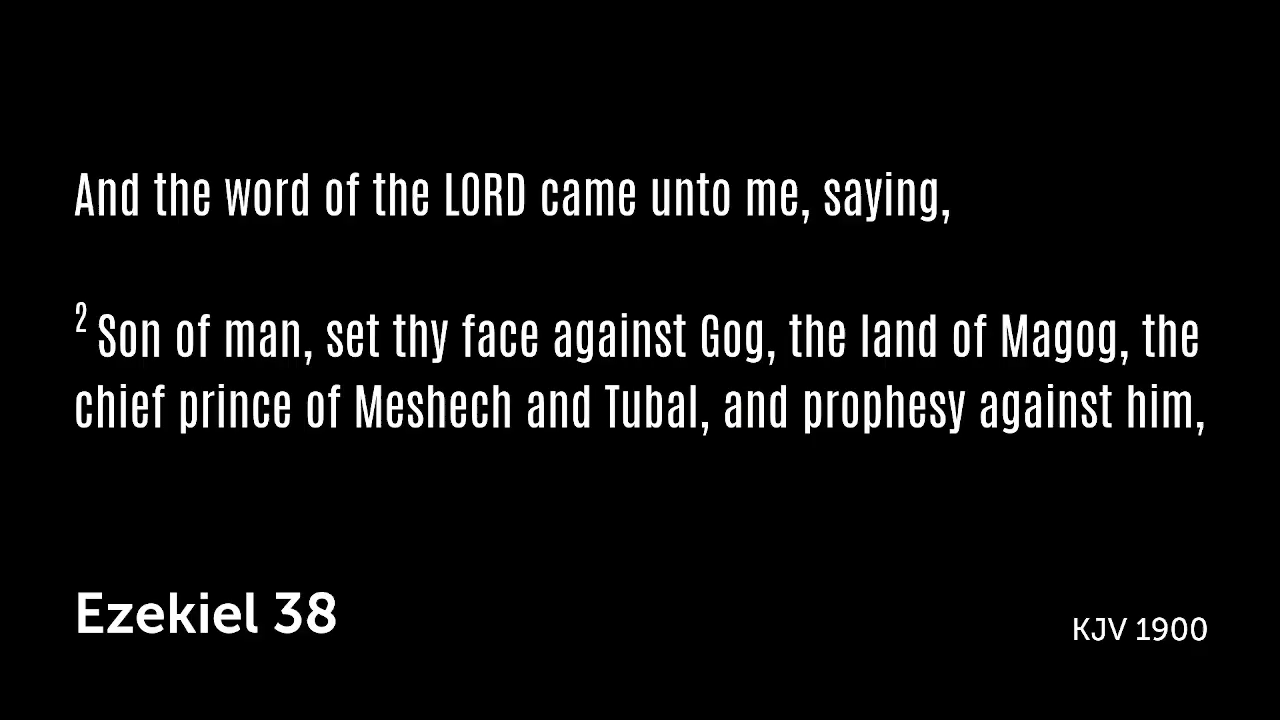 And the word of the LORD came unto me, saying,
2 Son of man, set thy face against Gog, the land of Magog, the
chief prince of Meshech and Tubal, and prophesy against him,
Ezekiel 38
KJV 1900